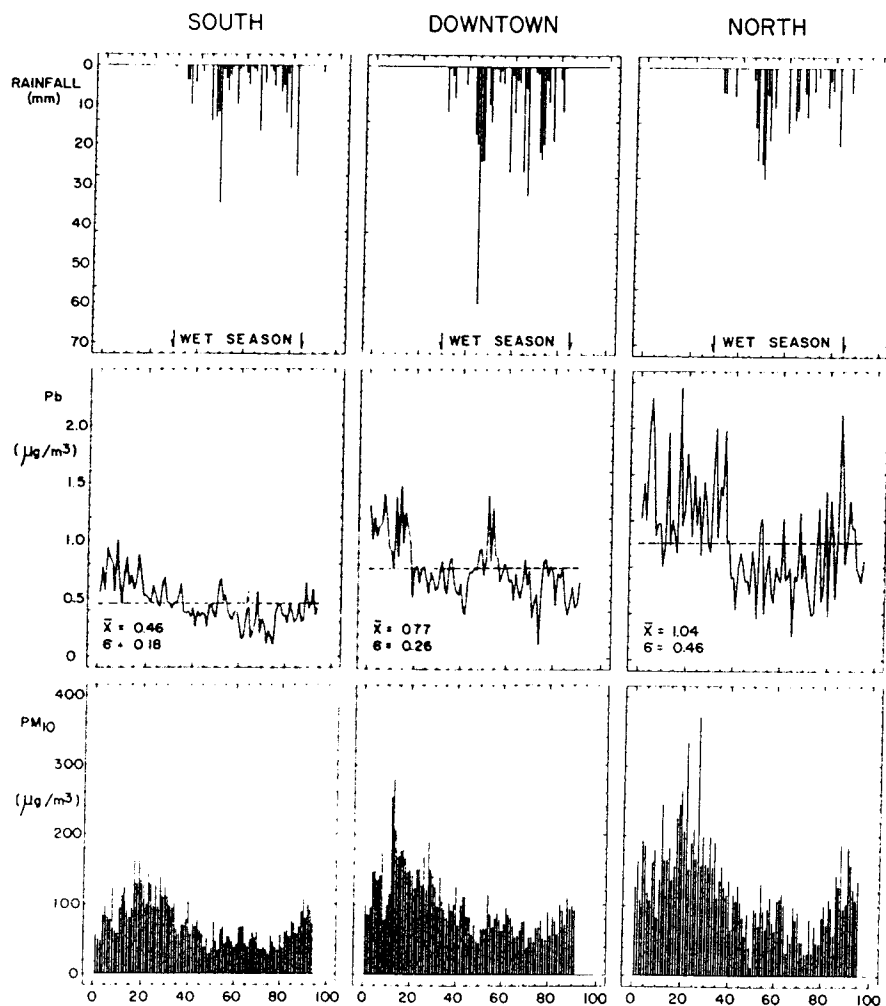 SOUTH DOWNTOWN NORTH
RAINFALL
(mm)
0
10
20
30
40
50
60
70
WET SEASON WET SEASON WET SEASON
Pb
(μg/m³)
2.0
1.5
1.0
0.5
0
x̄ = 0.46
σ = 0.18
x̄ = 0.77
σ = 0.26
x̄ = 1.04
σ = 0.46
PM10
(μg/m³)
400
300
200
100
0
0 20 40 60 80 100 0 20 40 60 80 100 0 20 40 60 80 100